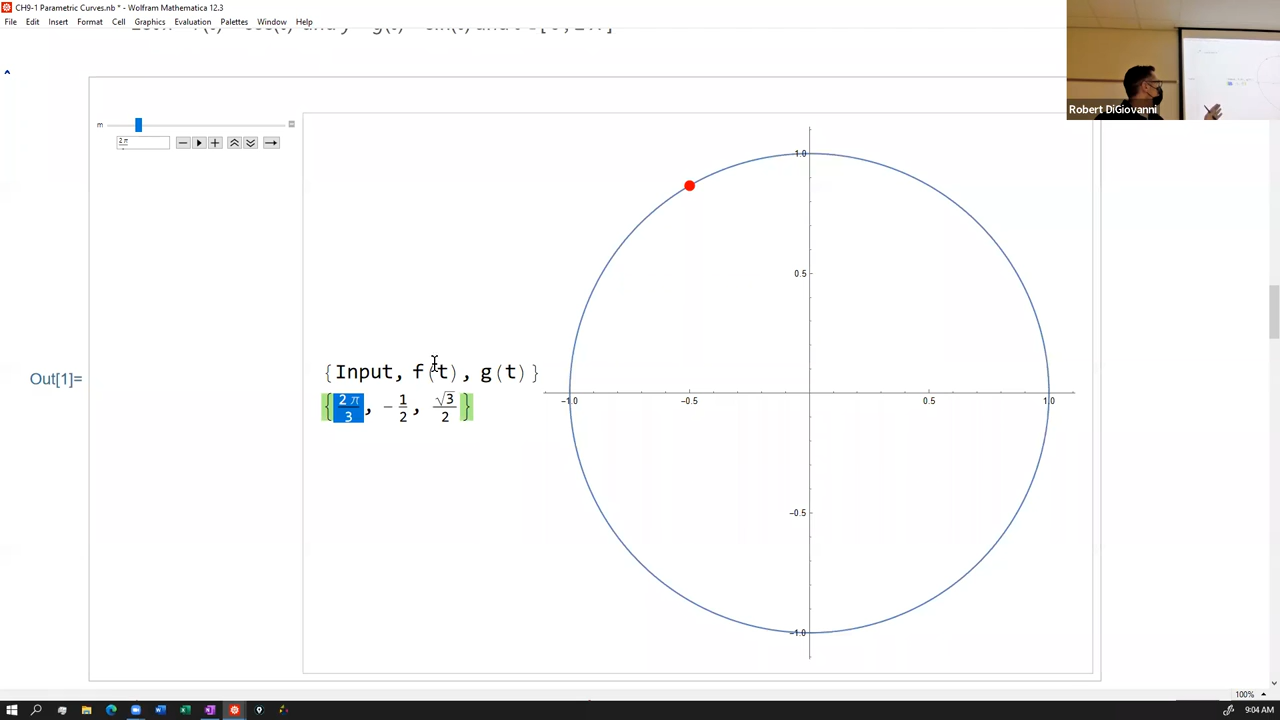 CH9-1 Parametric Curves.nb * - Wolfram Mathematica 12.3
File Edit Insert Format Cell Graphics Evaluation Palettes Window Help
Robert DiGiovanni
m
2 π
1.0
0.5
{Input, f(t), g(t)}
Out[1]=
{2 π/3, -1/2, √3/2}
-1.0 -0.5 0.5 1.0
-0.5
-1.0
100%
9:04 AM